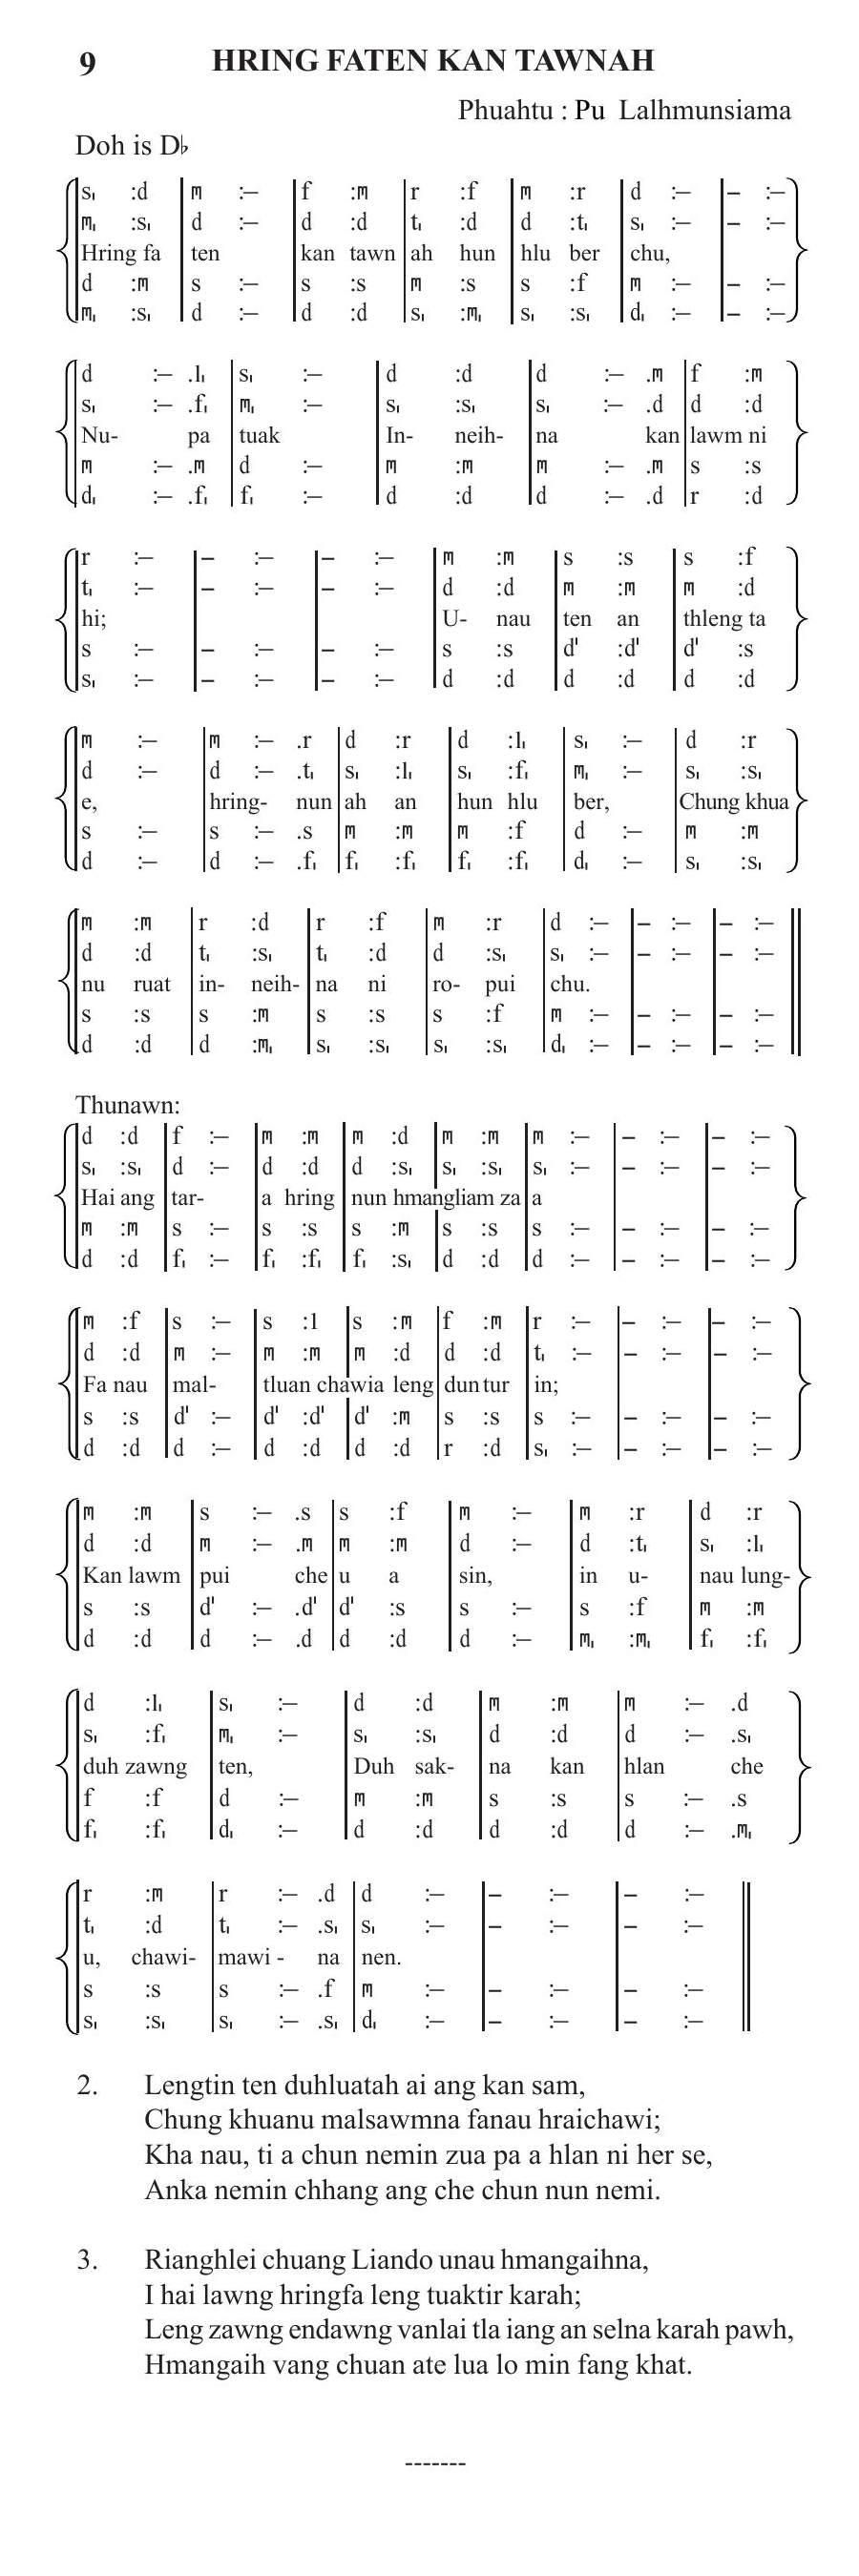 9 HRING FATEN KAN TAWNAH
Phuahtu : Pu Lalhmunsiama
Doh is D♭
s, :d | m :– | f :m | r :f | m :r | d :– | – :–
m, :s, | d :– | d :d | t, :d | d :t, | s, :– | – :–
Hring fa ten kan tawn ah hun hlu ber chu,
d :m | s :– | s :s | m :s | s :f | m :– | – :–
m, :s, | d :– | d :d | s, :m, | s, :s, | d, :– | – :–
d :– .l, | s, :– | d :d | d :– .m | f :m
s, :– .f, | m, :– | s, :s, | s, :– .d | d :d
Nu- pa tuak In- neih- na kan lawm ni
m :– .m | d :– | m :m | m :– .m | s :s
d, :– .f, | f, :– | d :d | d :– .d | r :d
r :– | – :– | – :– | m :m | s :s | s :f
t, :– | – :– | – :– | d :d | m :m | m :d
hi; U- nau ten an thleng ta
s :– | – :– | – :– | s :s | d' :d' | d' :s
s, :– | – :– | – :– | d :d | d :d | d :d
m :– | m :– .r | d :r | d :l, | s, :– | d :r
d :– | d :– .t, | s, :l, | s, :f, | m, :– | s, :s,
e, hring- nun ah an hun hlu ber, Chung khua
s :– | s :– .s | m :m | m :f | d :– | m :m
d :– | d :– .f, | f, :f, | f, :f, | d, :– | s, :s,
m :m | r :d | r :f | m :r | d :– | – :– | – :–
d :d | t, :s, | t, :d | d :s, | s, :– | – :– | – :–
nu ruat in- neih- na ni ro- pui chu.
s :s | s :m | s :s | s :f | m :– | – :– | – :–
d :d | d :m, | s, :s, | s, :s, | d, :– | – :– | – :–
Thunawn:
d :d | f :– | m :m | m :d | m :m | m :– | – :– | – :–
s, :s, | d :– | d :d | d :s, | s, :s, | s, :– | – :– | – :–
Hai ang tar- a hring nun hmangliam za a
m :m | s :– | s :s | s :m | s :s | s :– | – :– | – :–
d :d | f, :– | f, :f, | f, :s, | d :d | d :– | – :– | – :–
m :f | s :– | s :l | s :m | f :m | r :– | – :– | – :–
d :d | m :– | m :m | m :d | d :d | t, :– | – :– | – :–
Fa nau mal- tluan chawia leng dun tur in;
s :s | d' :– | d' :d' | d' :m | s :s | s :– | – :– | – :–
d :d | d :– | d :d | d :d | r :d | s, :– | – :– | – :–
m :m | s :– .s | s :f | m :– | m :r | d :r
d :d | m :– .m | m :m | d :– | d :t, | s, :l,
Kan lawm pui che u a sin, in u- nau lung-
s :s | d' :– .d' | d' :s | s :– | s :f | m :m
d :d | d :– .d | d :d | d :– | m, :m, | f, :f,
d :l, | s, :– | d :d | m :m | m :– .d
s, :f, | m, :– | s, :s, | d :d | d :– .s,
duh zawng ten, Duh sak- na kan hlan che
f :f | d :– | m :m | s :s | s :– .s
f, :f, | d, :– | d :d | d :d | d :– .m,
r :m | r :– .d | d :– | – :– | – :–
t, :d | t, :– .s, | s, :– | – :– | – :–
u, chawi- mawi - na nen.
s :s | s :– .f | m :– | – :– | – :–
s, :s, | s, :– .s, | d, :– | – :– | – :–
2. Lengtin ten duhluatah ai ang kan sam,
Chung khuanu malsawmna fanau hraichawi;
Kha nau, ti a chun nemin zua pa a hlan ni her se,
Anka nemin chhang ang che chun nun nemi.
3. Rianghlei chuang Liando unau hmangaihna,
I hai lawng hringfa leng tuaktir karah;
Leng zawng endawng vanlai tla iang an selna karah pawh,
Hmangaih vang chuan ate lua lo min fang khat.
-------